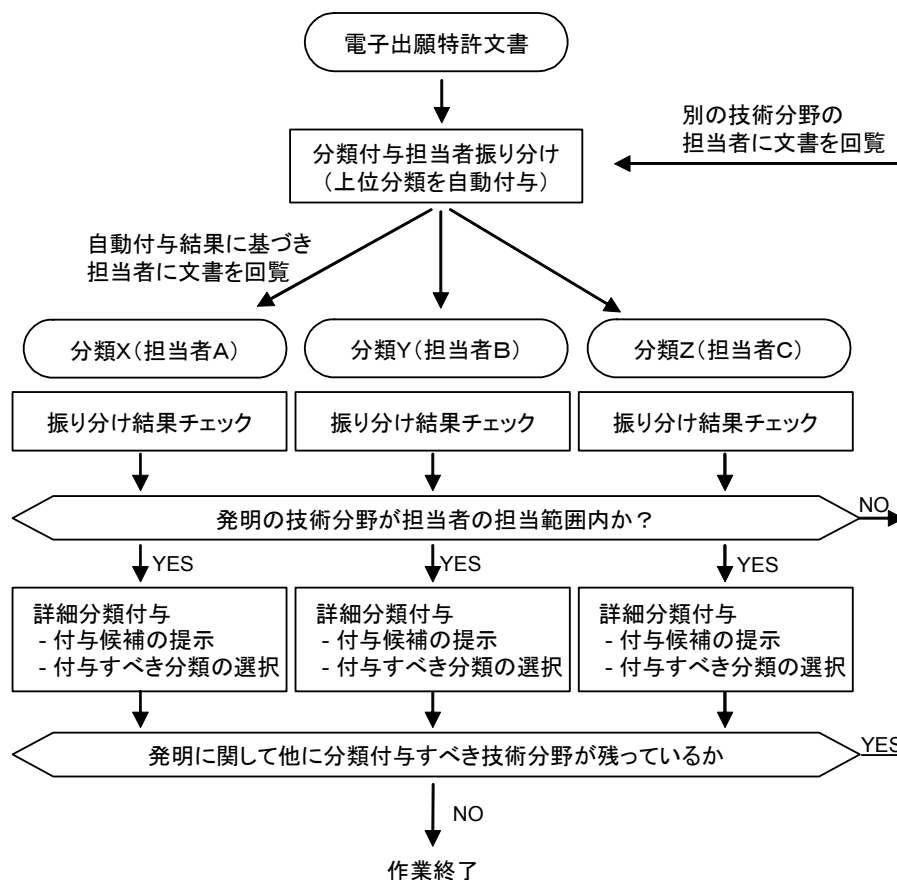 電子出願特許文書
別の技術分野の
担当者に文書を回覧
分類付与担当者振り分け
（上位分類を自動付与）
自動付与結果に基づき
担当者に文書を回覧
分類X（担当者A）
分類Y（担当者B）
分類Z（担当者C）
振り分け結果チェック
振り分け結果チェック
振り分け結果チェック
発明の技術分野が担当者の担当範囲内か？
NO
YES
YES
YES
詳細分類付与
- 付与候補の提示
- 付与すべき分類の選択
詳細分類付与
- 付与候補の提示
- 付与すべき分類の選択
詳細分類付与
- 付与候補の提示
- 付与すべき分類の選択
発明に関して他に分類付与すべき技術分野が残っているか
YES
NO
作業終了